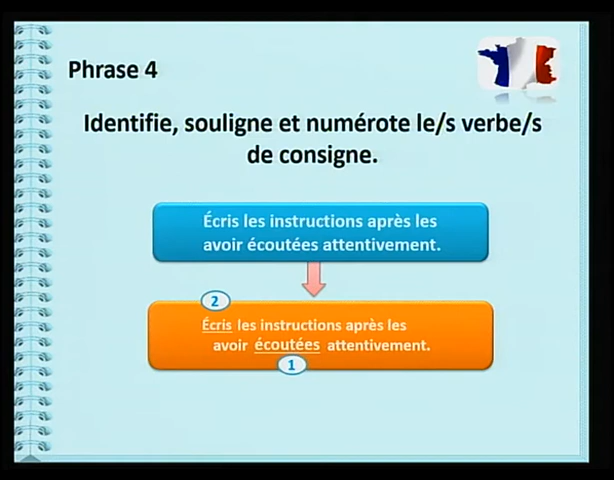 Phrase 4
Identifie, souligne et numérote le/s verbe/s
de consigne.
Écris les instructions après les
avoir écoutées attentivement.
2
Écris les instructions après les
avoir écoutées attentivement.
1